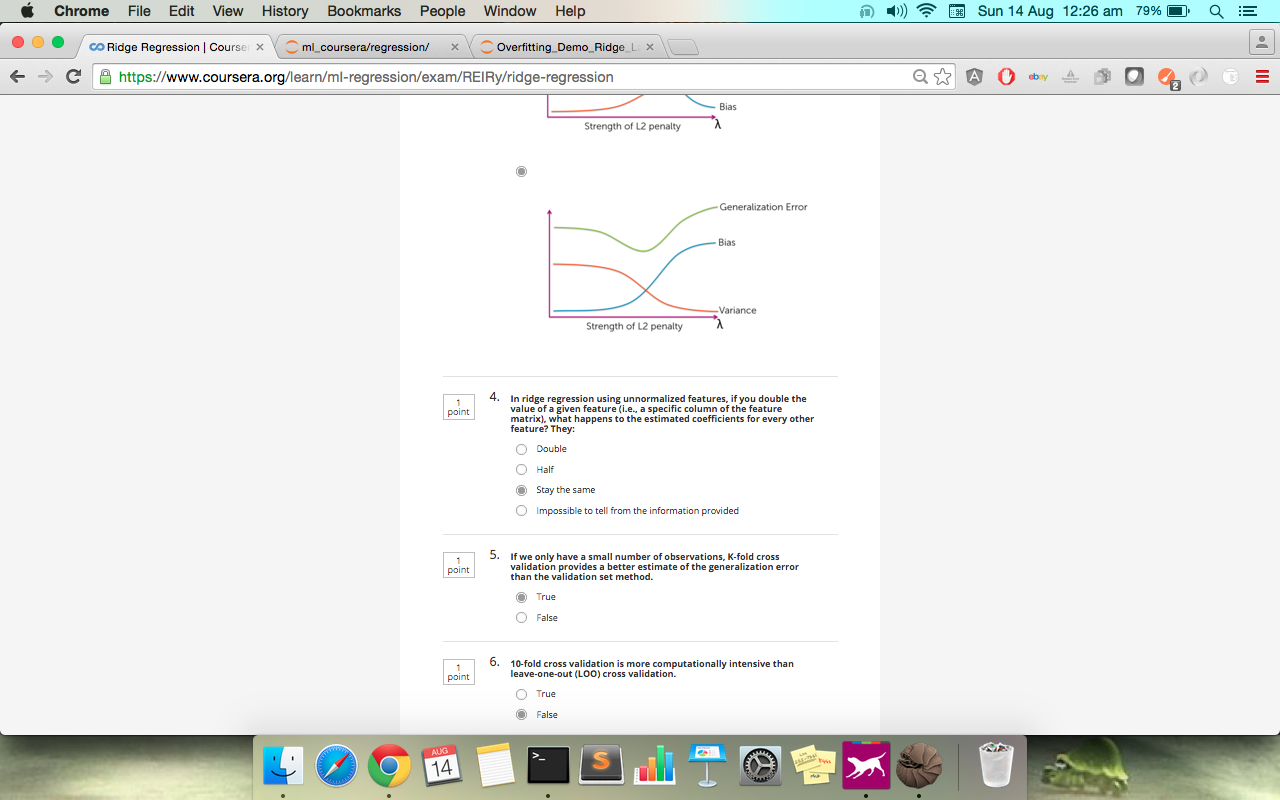 Chrome File Edit View History Bookmarks People Window Help Sun 14 Aug 12:26 am 79%
Ridge Regression | Course ml_coursera/regression/ Overfitting_Demo_Ridge_L
https://www.coursera.org/learn/ml-regression/exam/REIRy/ridge-regression
ebay
2
Bias
Strength of L2 penalty
λ
Generalization Error
Bias
Variance
Strength of L2 penalty
λ
1
point
4.
In ridge regression using unnormalized features, if you double the
value of a given feature (i.e., a specific column of the feature
matrix), what happens to the estimated coefficients for every other
feature? They:
Double
Half
Stay the same
Impossible to tell from the information provided
1
point
5.
If we only have a small number of observations, K-fold cross
validation provides a better estimate of the generalization error
than the validation set method.
True
False
1
point
6.
10-fold cross validation is more computationally intensive than
leave-one-out (LOO) cross validation.
True
False
AUG
14
>_
S